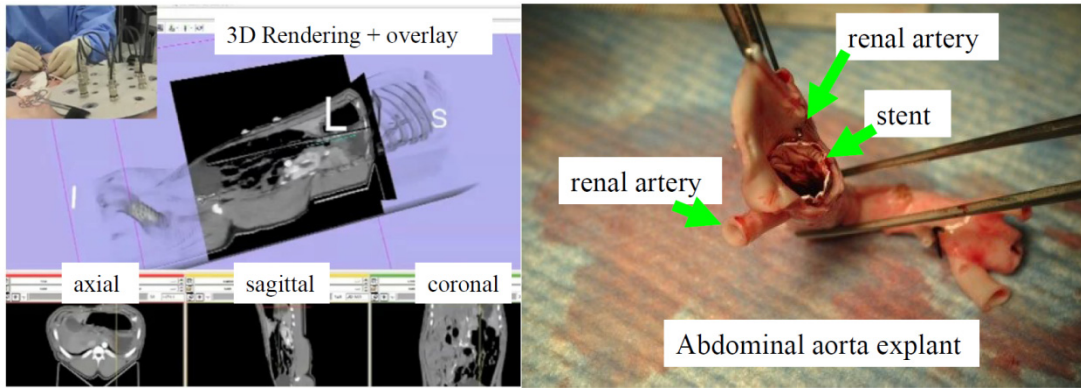 3D Rendering + overlay
L
S
I
axial
sagittal
coronal
renal artery
stent
renal artery
Abdominal aorta explant